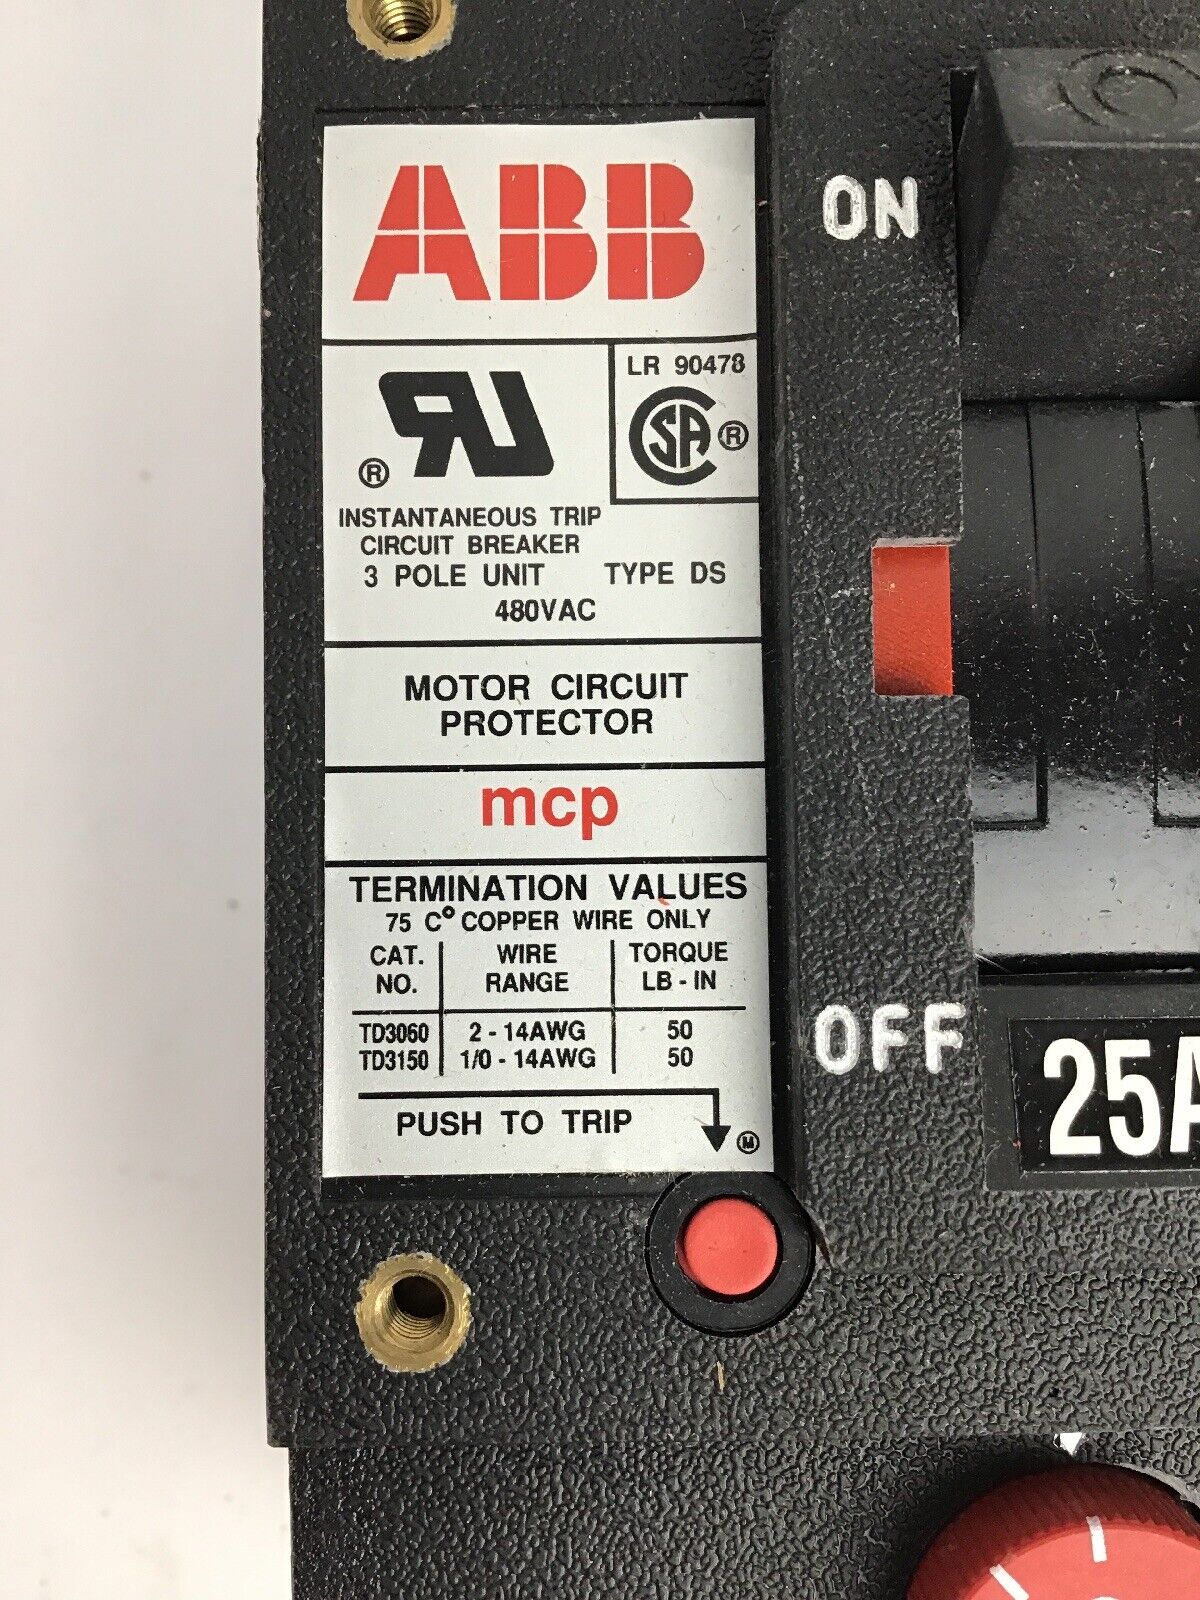 ABB
LR 90478
SA ®
RU
®
INSTANTANEOUS TRIP
CIRCUIT BREAKER
3 POLE UNIT TYPE DS
480VAC
MOTOR CIRCUIT
PROTECTOR
mcp
TERMINATION VALUES
75 C° COPPER WIRE ONLY
CAT. NO. WIRE RANGE TORQUE LB - IN
TD3060 2 - 14AWG 50
TD3150 1/0 - 14AWG 50
PUSH TO TRIP
M
ON
OFF
25A